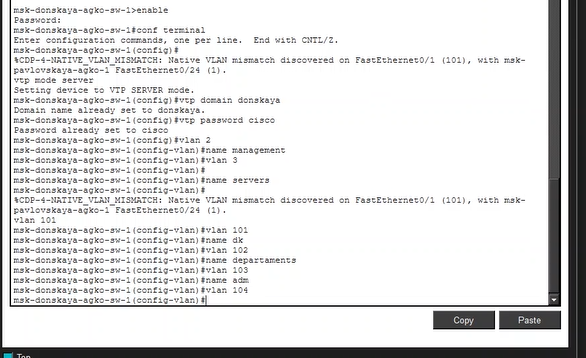 msk-donskaya-agko-sw-1>enable
Password:
msk-donskaya-agko-sw-1#conf terminal
Enter configuration commands, one per line.  End with CNTL/Z.
msk-donskaya-agko-sw-1(config)#
%CDP-4-NATIVE_VLAN_MISMATCH: Native VLAN mismatch discovered on FastEthernet0/1 (101), with msk-
pavlovskaya-agko-1 FastEthernet0/24 (1).
vtp mode server
Setting device to VTP SERVER mode.
msk-donskaya-agko-sw-1(config)#vtp domain donskaya
Domain name already set to donskaya.
msk-donskaya-agko-sw-1(config)#vtp password cisco
Password already set to cisco
msk-donskaya-agko-sw-1(config)#vlan 2
msk-donskaya-agko-sw-1(config-vlan)#name management
msk-donskaya-agko-sw-1(config-vlan)#vlan 3
msk-donskaya-agko-sw-1(config-vlan)#
msk-donskaya-agko-sw-1(config-vlan)#name servers
msk-donskaya-agko-sw-1(config-vlan)#
%CDP-4-NATIVE_VLAN_MISMATCH: Native VLAN mismatch discovered on FastEthernet0/1 (101), with msk-
pavlovskaya-agko-1 FastEthernet0/24 (1).
vlan 101
msk-donskaya-agko-sw-1(config-vlan)#vlan 101
msk-donskaya-agko-sw-1(config-vlan)#name dk
msk-donskaya-agko-sw-1(config-vlan)#vlan 102
msk-donskaya-agko-sw-1(config-vlan)#name departaments
msk-donskaya-agko-sw-1(config-vlan)#vlan 103
msk-donskaya-agko-sw-1(config-vlan)#name adm
msk-donskaya-agko-sw-1(config-vlan)#vlan 104
msk-donskaya-agko-sw-1(config-vlan)#
Copy
Paste
Top